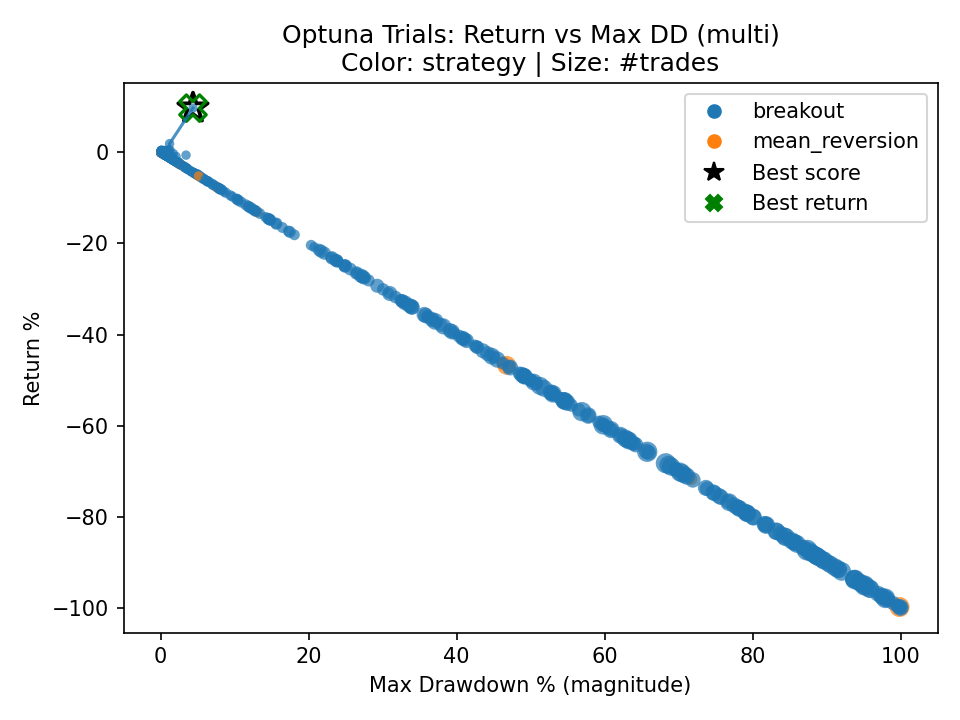 Optuna Trials: Return vs Max DD (multi)
Color: strategy | Size: #trades
breakout
mean_reversion
Best score
Best return
0
−20
−40
−60
−80
−100
Return %
0
20
40
60
80
100
Max Drawdown % (magnitude)